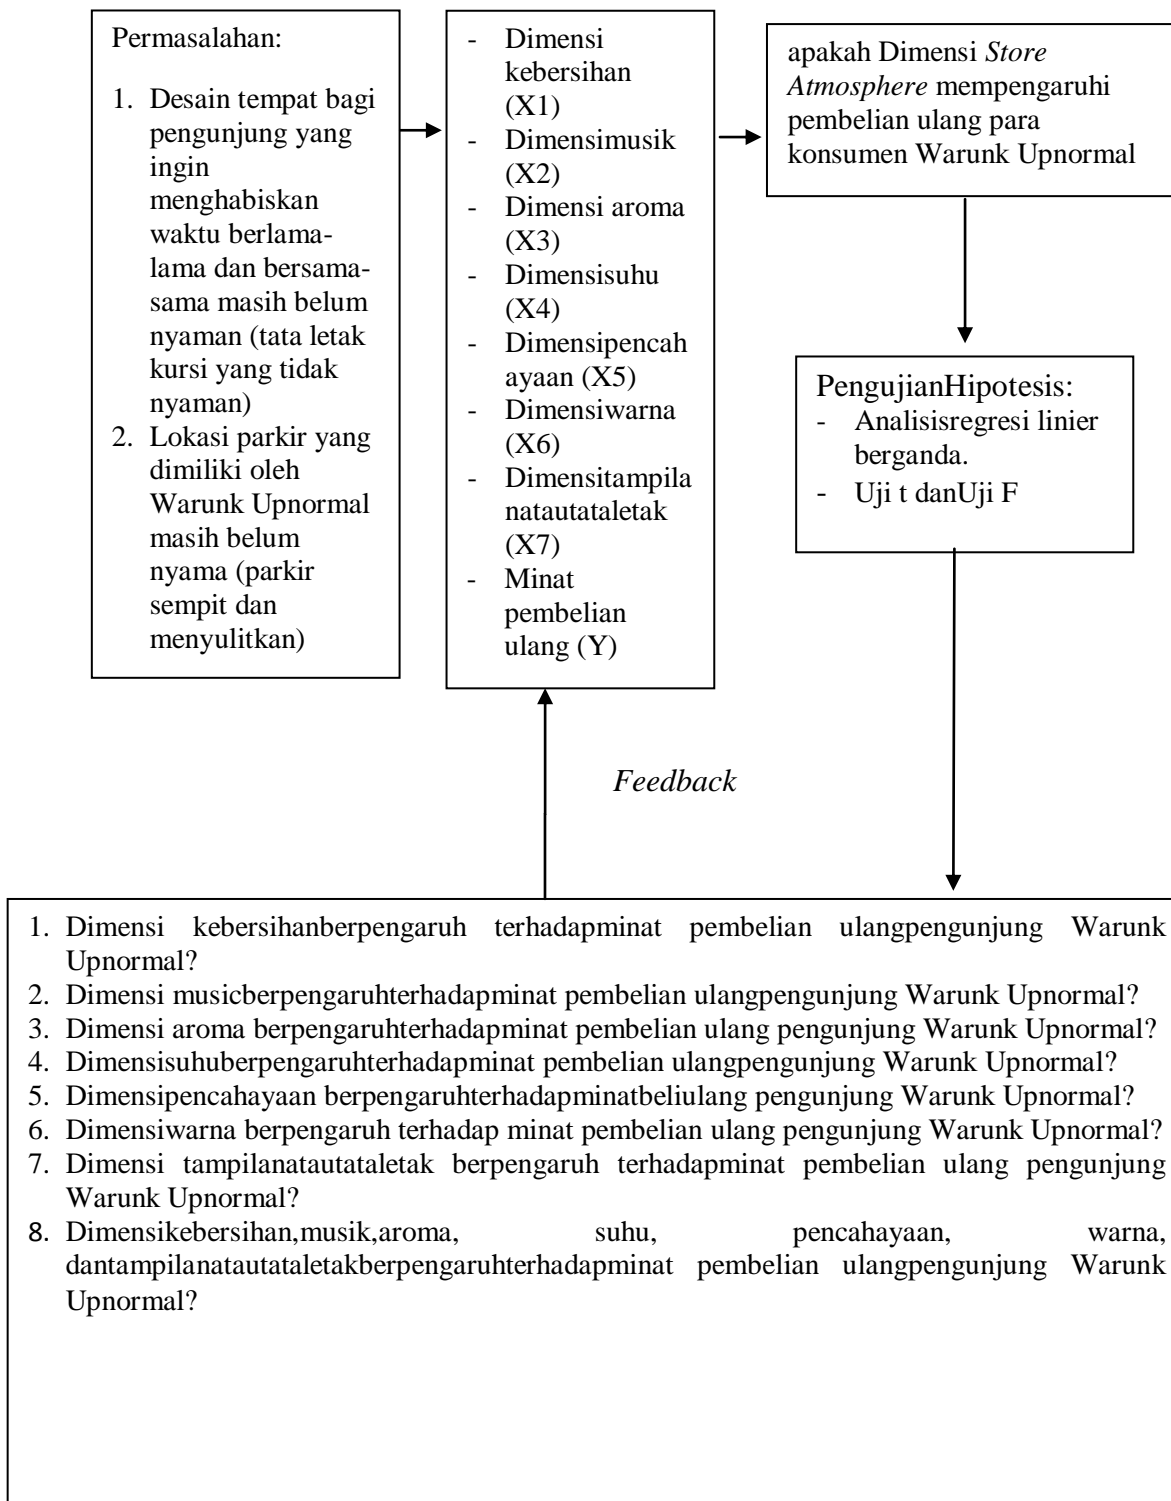 Permasalahan:
1. Desain tempat bagi
pengunjung yang
ingin
menghabiskan
waktu berlama-
lama dan bersama-
sama masih belum
nyaman (tata letak
kursi yang tidak
nyaman)
2. Lokasi parkir yang
dimiliki oleh
Warunk Upnormal
masih belum
nyama (parkir
sempit dan
menyulitkan)
- Dimensi
kebersihan
(X1)
- Dimensimusik
(X2)
- Dimensi aroma
(X3)
- Dimensisuhu
(X4)
- Dimensipencah
ayaan (X5)
- Dimensiwarna
(X6)
- Dimensitampila
natautataletak
(X7)
- Minat
pembelian
ulang (Y)
apakah Dimensi Store
Atmosphere mempengaruhi
pembelian ulang para
konsumen Warunk Upnormal
PengujianHipotesis:
- Analisisregresi linier
berganda.
- Uji t danUji F
Feedback
1. Dimensi kebersihanberpengaruh terhadapminat pembelian ulangpengunjung Warunk
Upnormal?
2. Dimensi musicberpengaruhterhadapminat pembelian ulangpengunjung Warunk Upnormal?
3. Dimensi aroma berpengaruhterhadapminat pembelian ulang pengunjung Warunk Upnormal?
4. Dimensisuhuberpengaruhterhadapminat pembelian ulangpengunjung Warunk Upnormal?
5. Dimensipencahayaan berpengaruhterhadapminatbeliulang pengunjung Warunk Upnormal?
6. Dimensiwarna berpengaruh terhadap minat pembelian ulang pengunjung Warunk Upnormal?
7. Dimensi tampilanatautataletak berpengaruh terhadapminat pembelian ulang pengunjung
Warunk Upnormal?
8. Dimensikebersihan,musik,aroma, suhu, pencahayaan, warna,
dantampilanatautataletakberpengaruhterhadapminat pembelian ulangpengunjung Warunk
Upnormal?